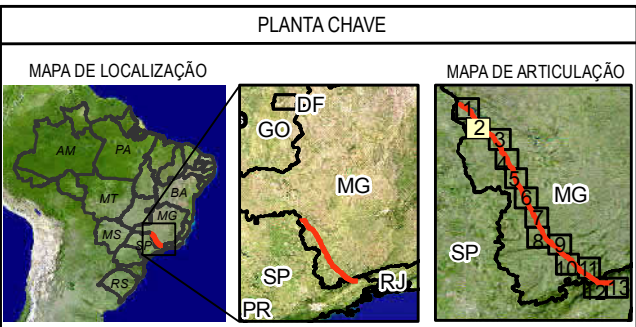 PLANTA CHAVE
MAPA DE LOCALIZAÇÃO
AM
PA
MT
BA
MG
MS
SP
RS
DF
GO
MG
SP
RJ
PR
MAPA DE ARTICULAÇÃO
1
2
3
4
5
6
7
8
9
10
11
12
13
MG
SP